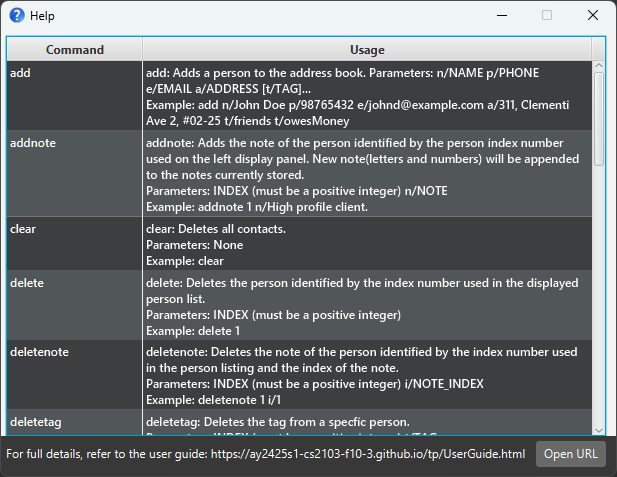 Help
Command Usage
add
add: Adds a person to the address book. Parameters: n/NAME p/PHONE
e/EMAIL a/ADDRESS [t/TAG]...
Example: add n/John Doe p/98765432 e/johnd@example.com a/311, Clementi
Ave 2, #02-25 t/friends t/owesMoney
addnote
addnote: Adds the note of the person identified by the person index number
used on the left display panel. New note(letters and numbers) will be appended
to the notes currently stored.
Parameters: INDEX (must be a positive integer) n/NOTE
Example: addnote 1 n/High profile client.
clear
clear: Deletes all contacts.
Parameters: None
Example: clear
delete
delete: Deletes the person identified by the index number used in the displayed
person list.
Parameters: INDEX (must be a positive integer)
Example: delete 1
deletenote
deletenote: Deletes the note of the person identified by the index number used
in the person listing and the index of the note.
Parameters: INDEX (must be a positive integer) i/NOTE_INDEX
Example: deletenote 1 i/1
deletetag
deletetag: Deletes the tag from a specfic person.
Parameters: INDEX (must be a positive integer) t/TAG
For full details, refer to the user guide: https://ay2425s1-cs2103-f10-3.github.io/tp/UserGuide.html
Open URL